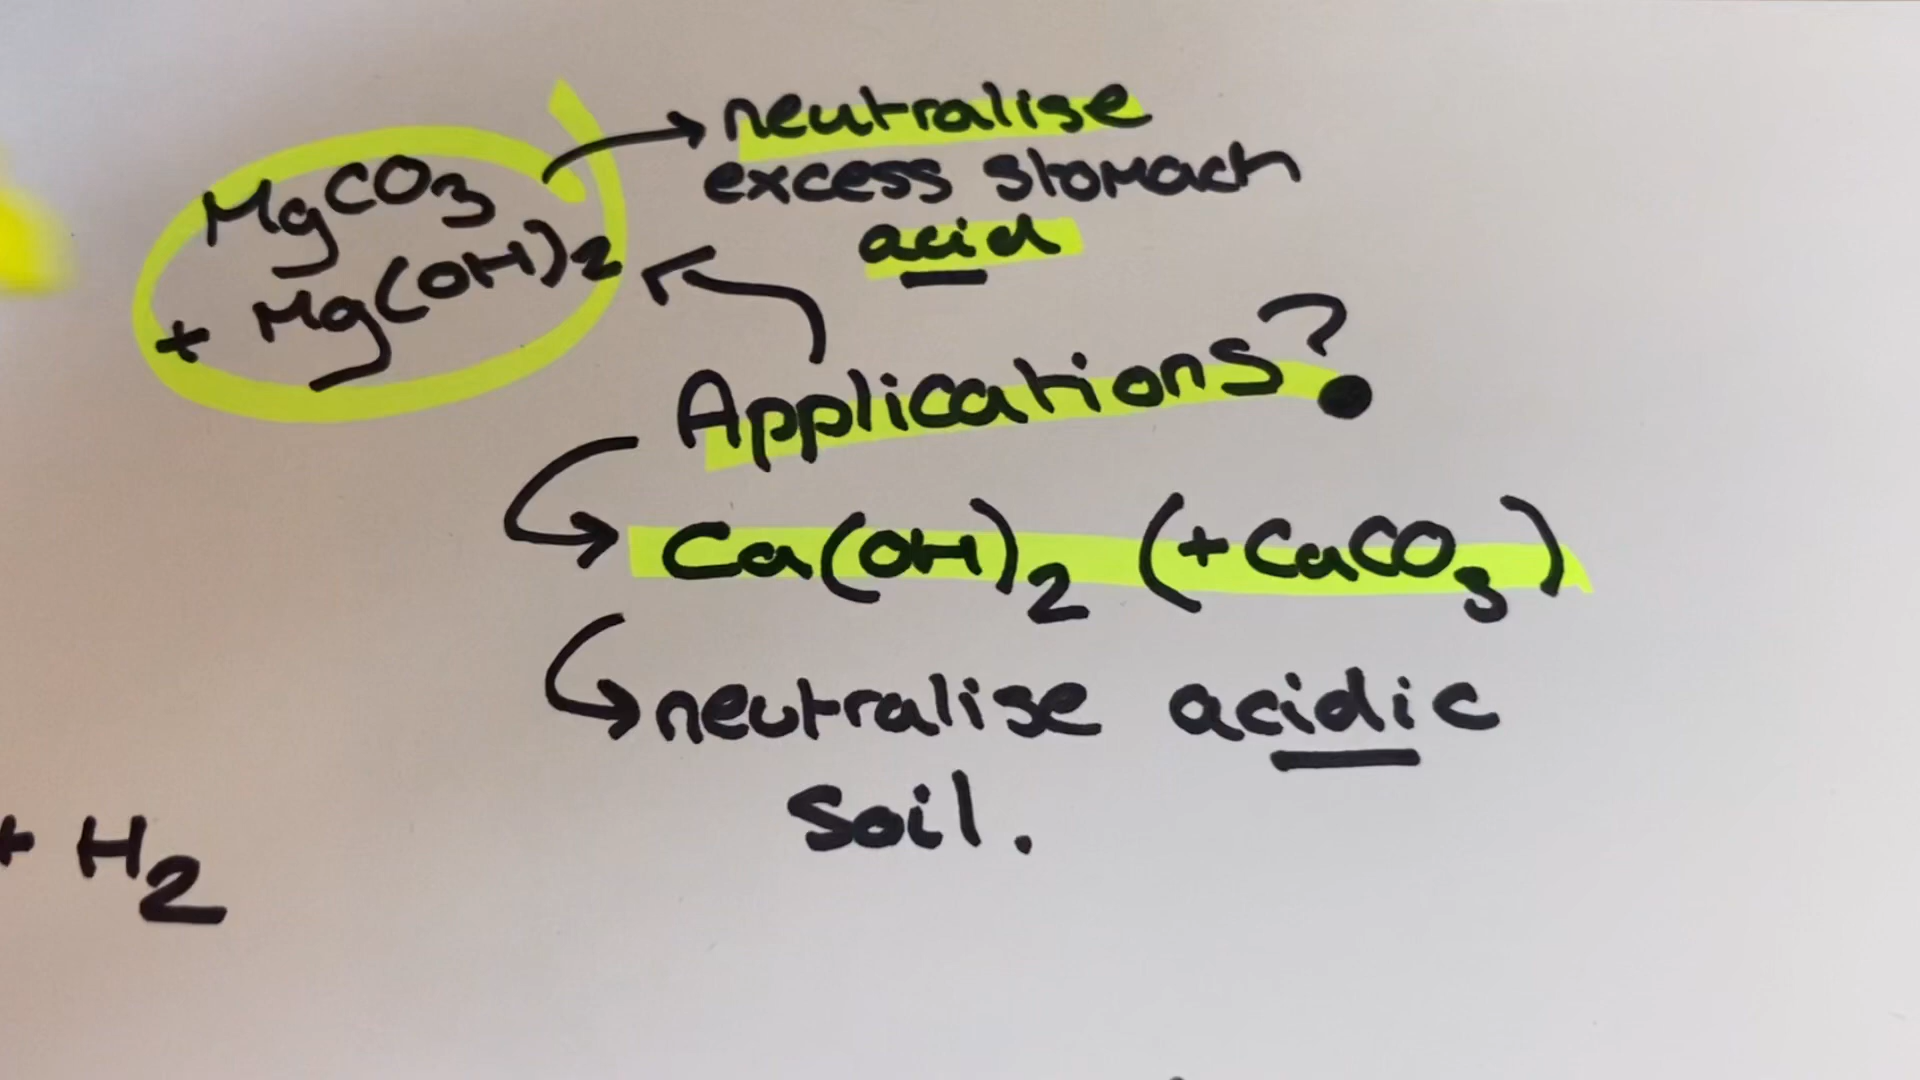 MgCO₃
+ Mg(OH)₂
neutralise
excess stomach
acid
Applications?
Ca(OH)₂ (+CaCO₃)
neutralise acidic
soil.
+ H₂